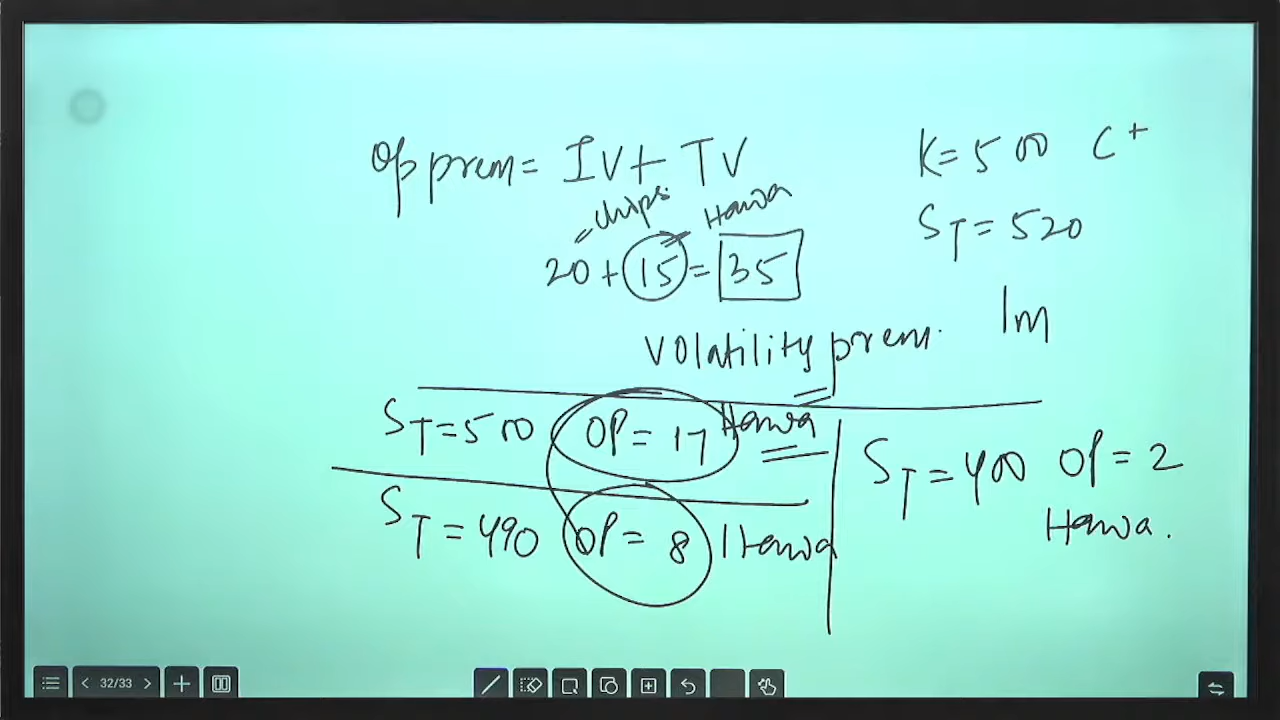 Op prem = IV + TV
chips Hawa
20 + 15 = 35
K = 500 C+
ST = 520
1m
Volatility prem.
ST = 500 OP = 17 Hawa
ST = 490 OP = 8 Hawa
ST = 400 OP = 2
Hawa.
32/33